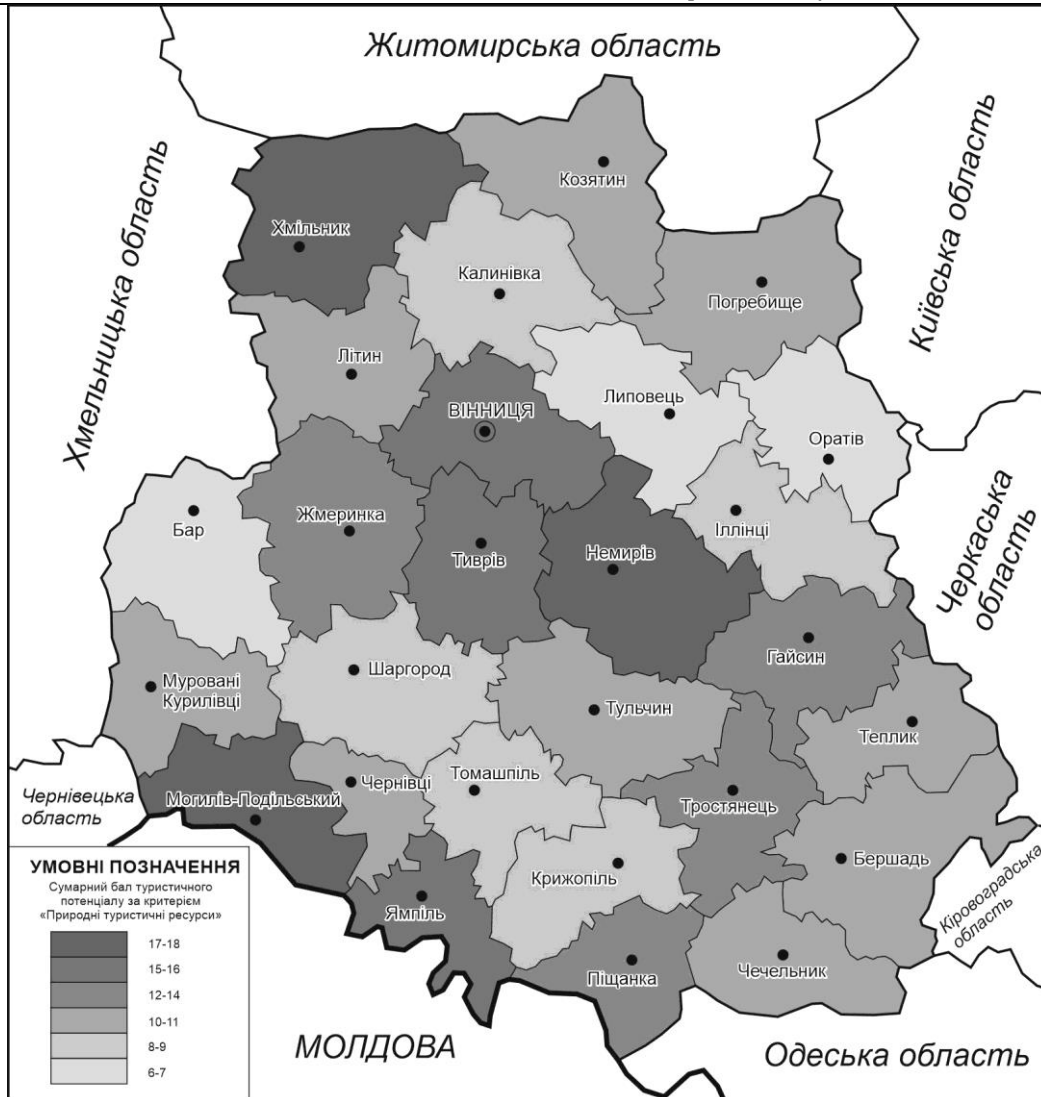 Житомирська область
Хмельницька область
Київська область
Козятин
Хмільник
Калинівка
Погребище
Літин
ВІННИЦЯ
Липовець
Оратів
Черкаська
область
Бар
Жмеринка
Тиврів
Немирів
Іллінці
Гайсин
Шаргород
Муровані
Курилівці
Тульчин
Теплик
Чернівецька
область
Могилів-Подільський
Чернівці
Томашпіль
Тростянець
Бершадь
Крижопіль
Ямпіль
Кіровоградська
область
Піщанка
Чечельник
МОЛДОВА
Одеська область
УМОВНІ ПОЗНАЧЕННЯ
Сумарний бал туристичного
потенціалу за критерієм
«Природні туристичні ресурси»
17-18
15-16
12-14
10-11
8-9
6-7